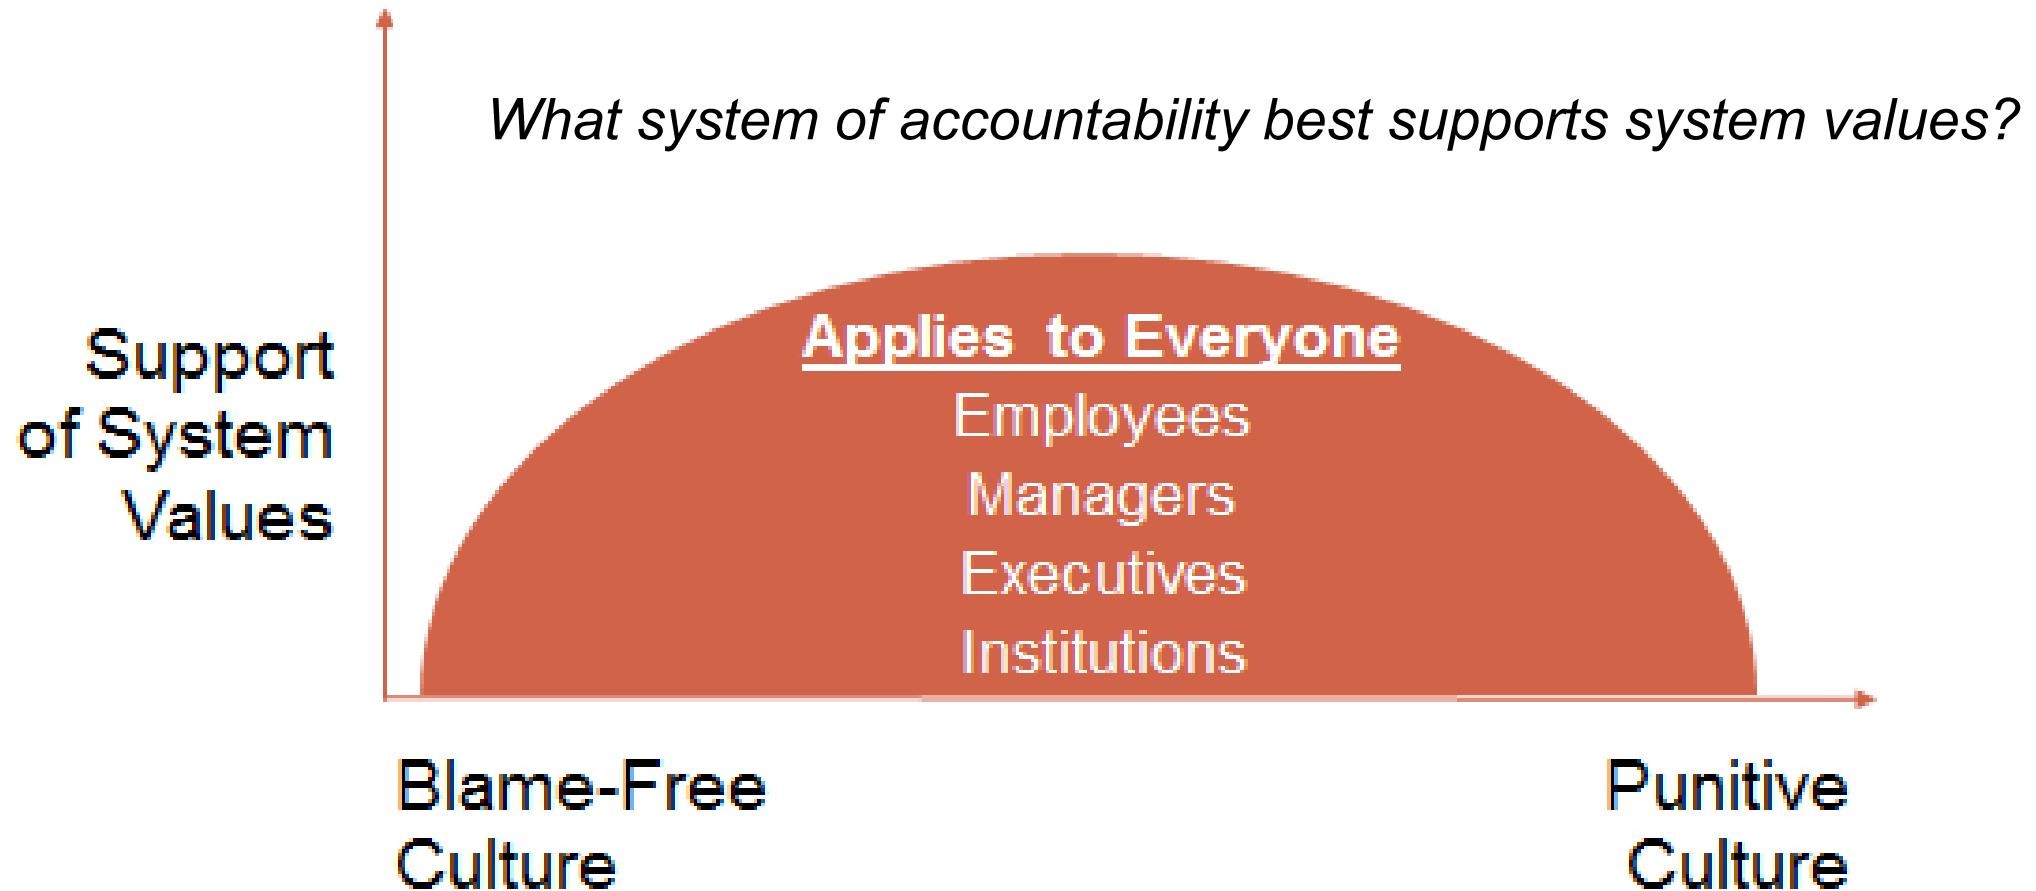 What system of accountability best supports system values?
Support
of System
Values
Applies to Everyone
Employees
Managers
Executives
Institutions
Blame-Free
Culture
Punitive
Culture